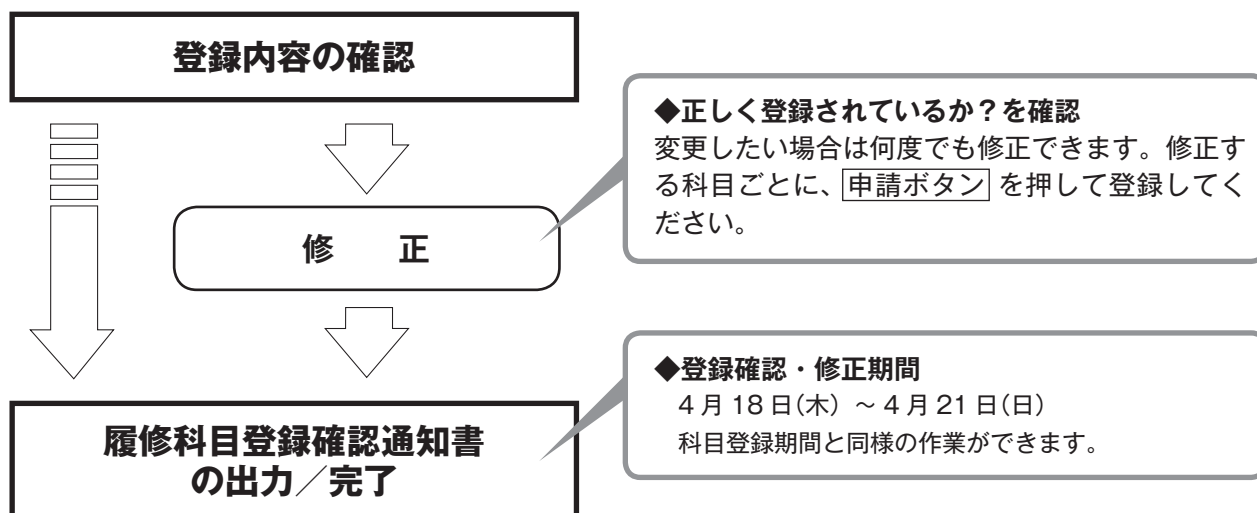 登録内容の確認
◆正しく登録されているか？を確認
変更したい場合は何度でも修正できます。修正す
る科目ごとに、申請ボタン を押して登録してく
ださい。
修　正
◆登録確認・修正期間
4 月 18 日(木) ～ 4 月 21 日(日)
科目登録期間と同様の作業ができます。
履修科目登録確認通知書
の出力／完了